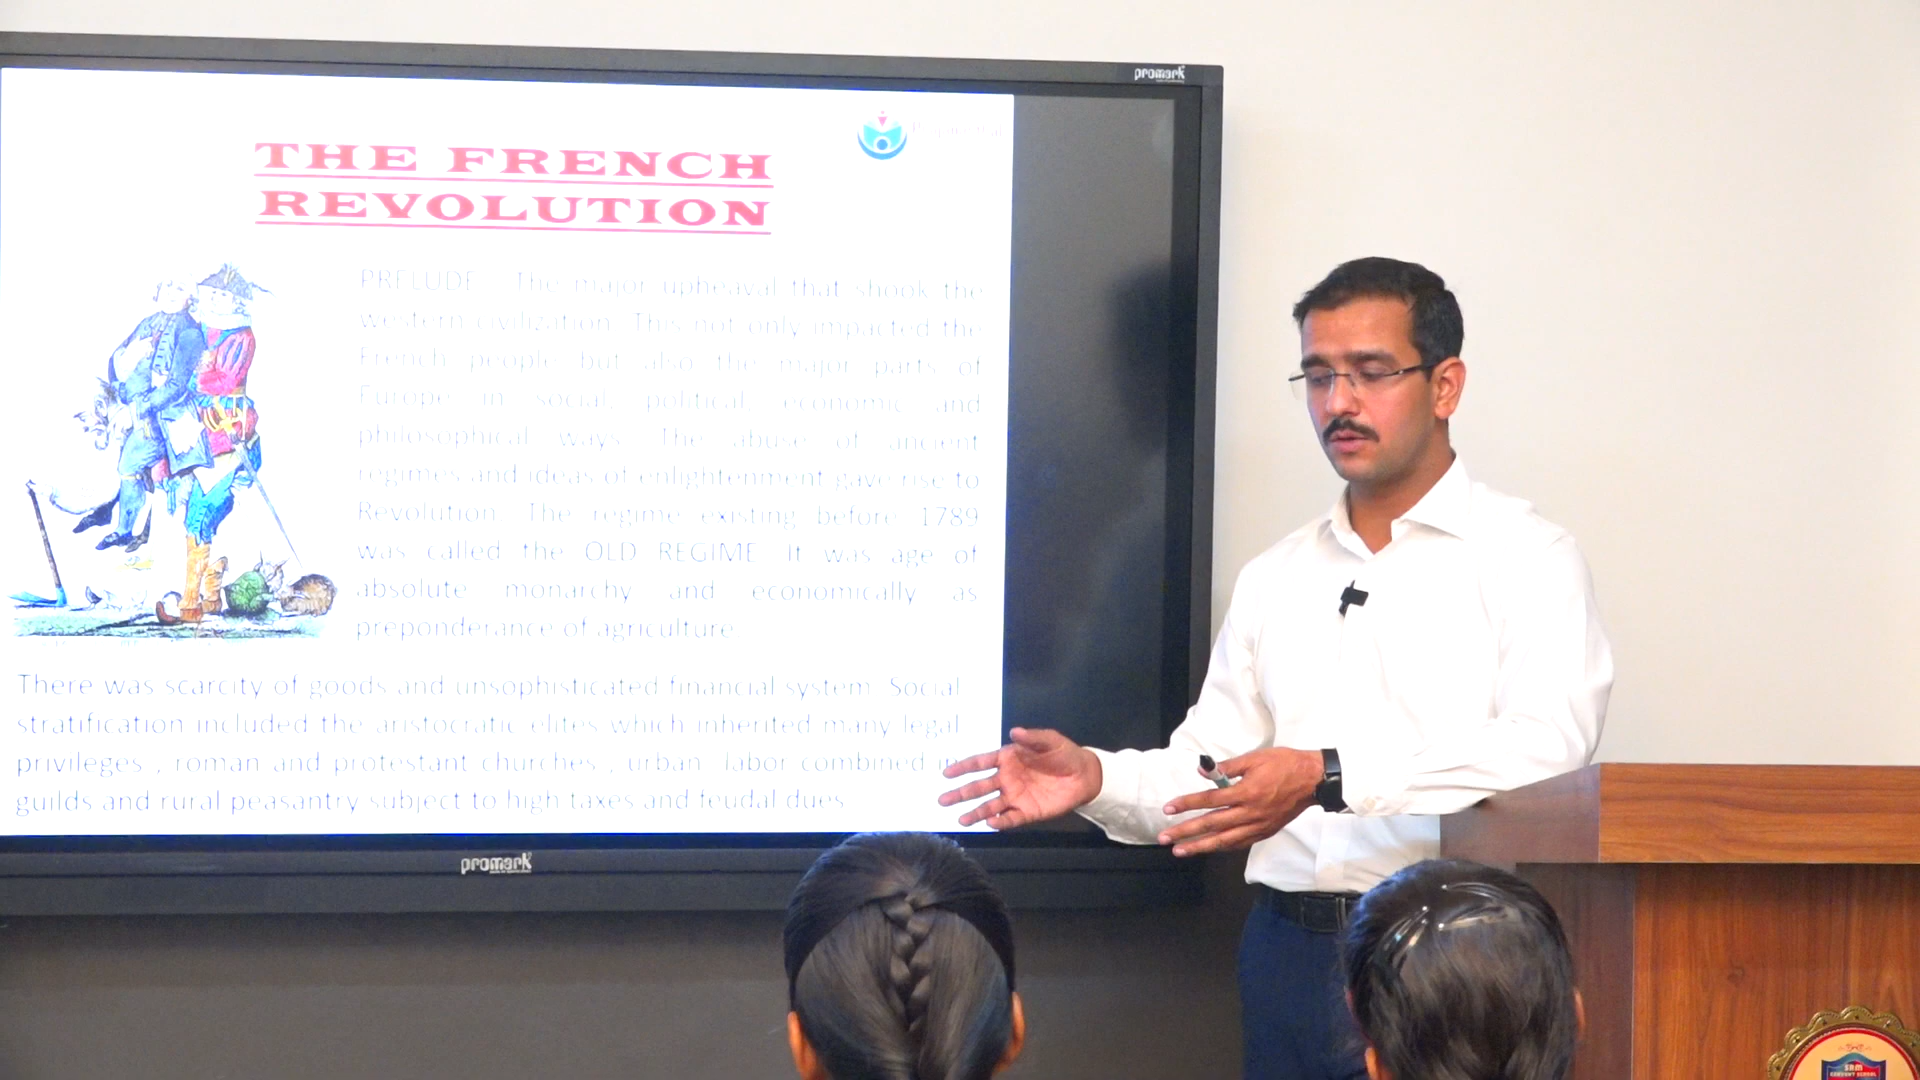 promark
THE FRENCH
REVOLUTION
PRELUDE The major upheaval that shook the
western civilization. This not only impacted the
French people but also the major parts of
Europe in social, political, economic and
philosophical ways. The abuse of ancient
regimes and ideas of enlightenment gave rise to
Revolution. The regime existing before 1789
was called the OLD REGIME. It was age of
absolute monarchy and economically as
preponderance of agriculture
There was scarcity of goods and unsophisticated financial system. Social
stratification included the aristocratic elites which inherited many legal
privileges , roman and protestant churches , urban labor combined in
guilds and rural peasantry subject to high taxes and feudal dues
promark
SRM
CONVENT SCHOOL